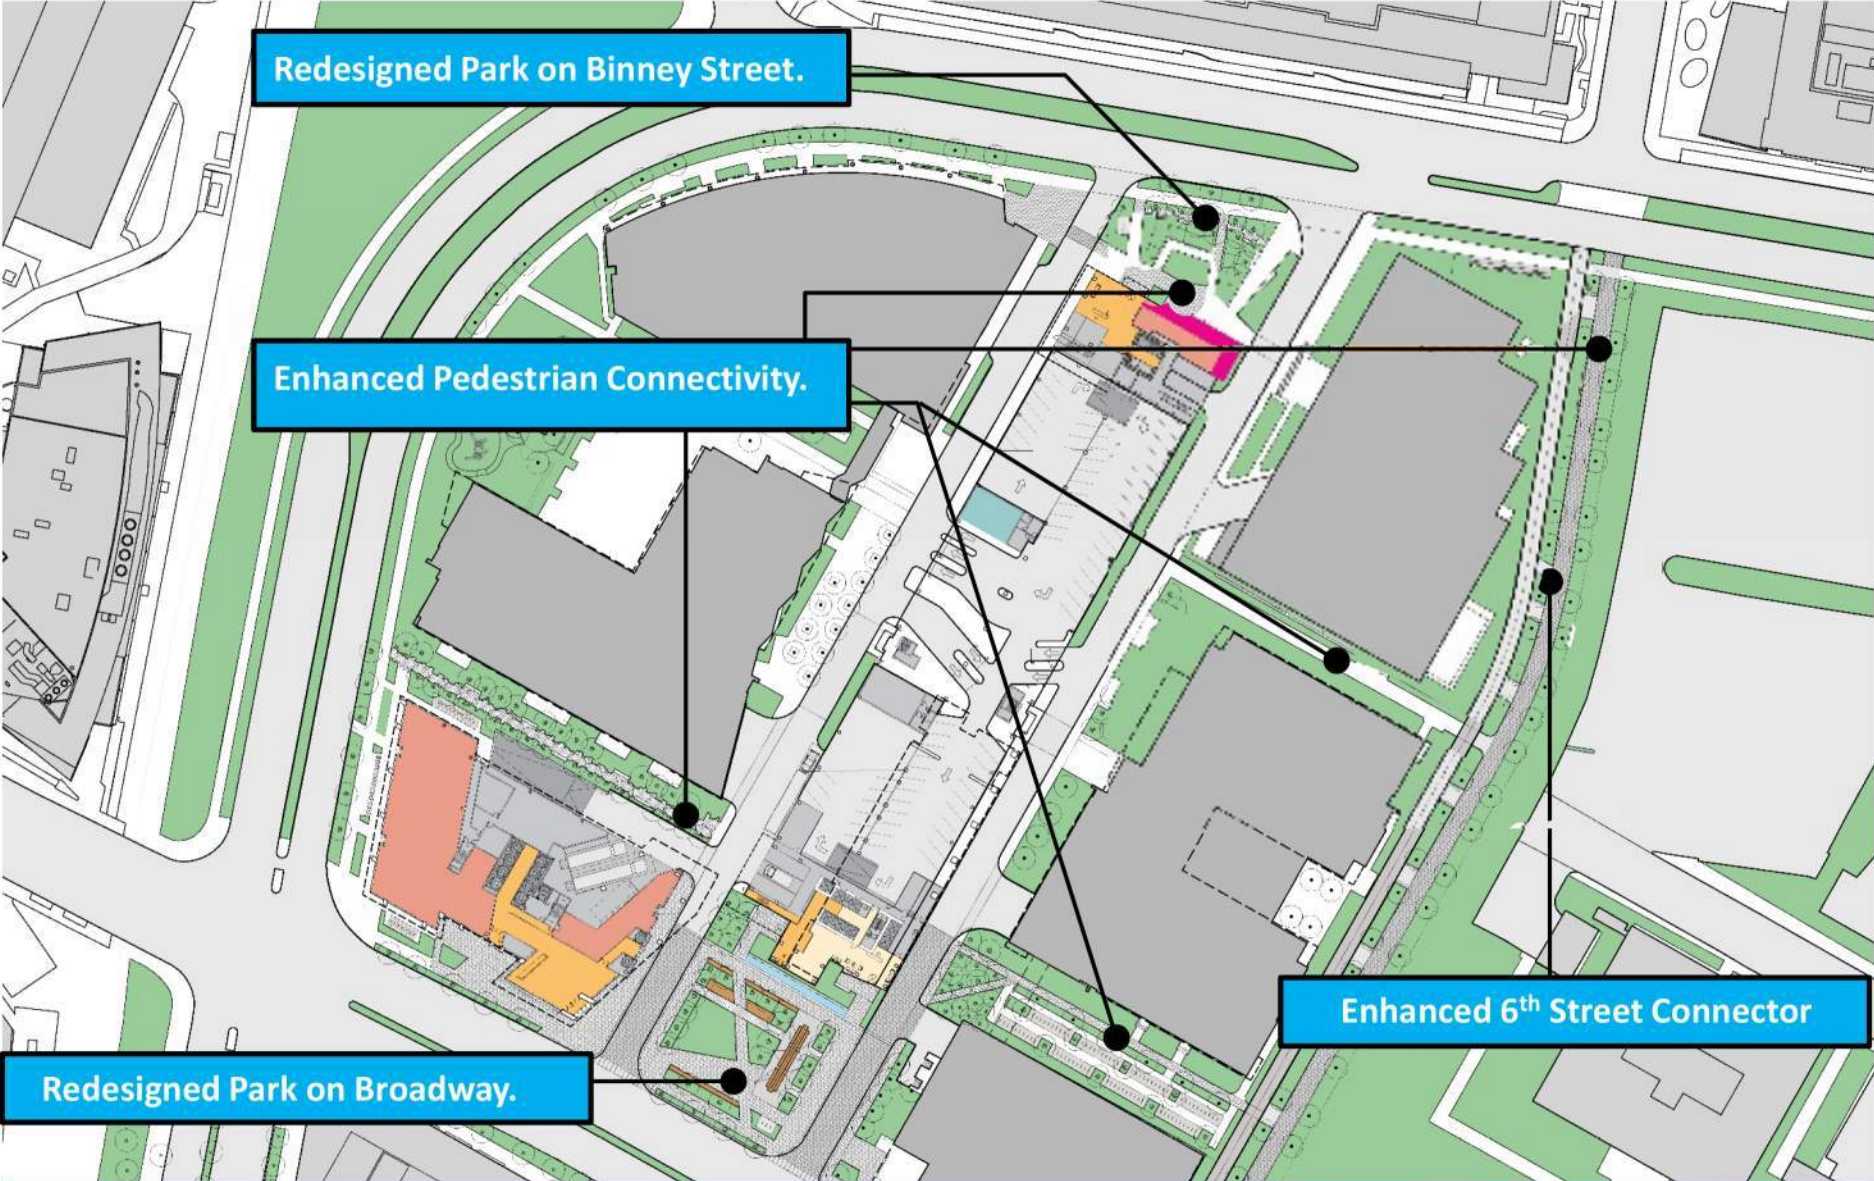 Redesigned Park on Binney Street.
Enhanced Pedestrian Connectivity.
Enhanced 6th Street Connector
Redesigned Park on Broadway.